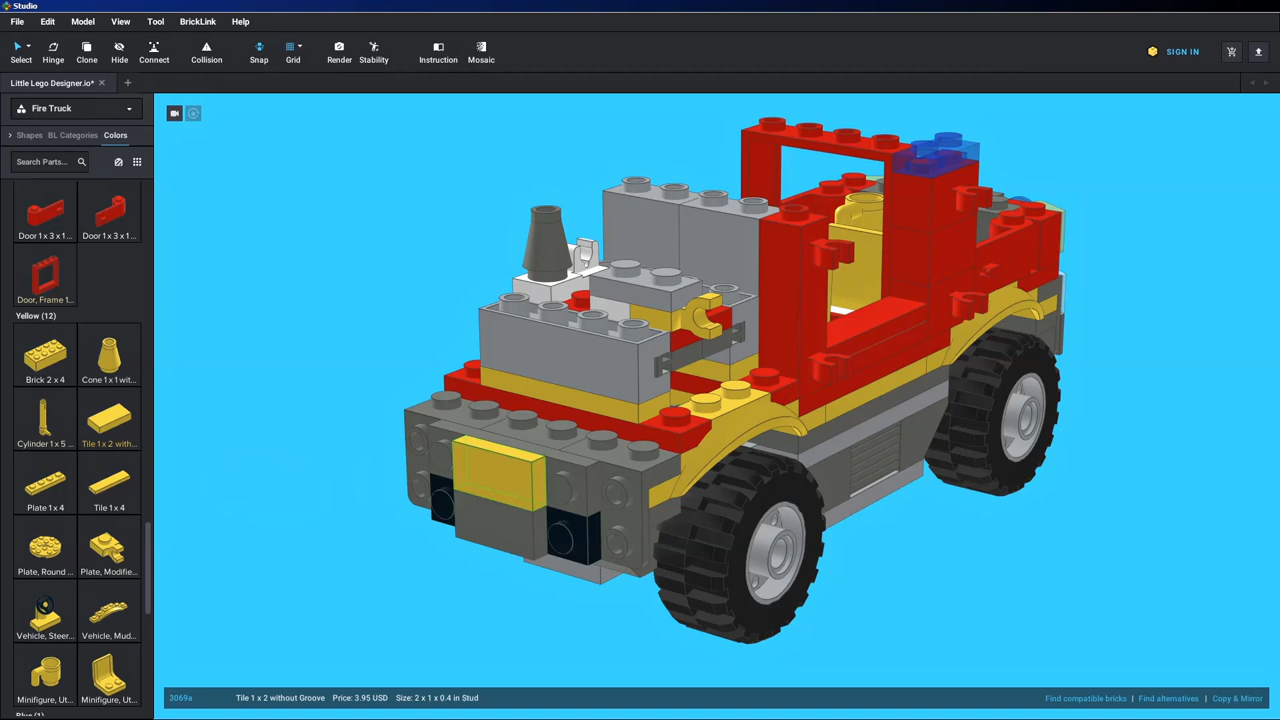 Studio
File Edit Model View Tool BrickLink Help
Select Hinge Clone Hide Connect Collision Snap Grid Render Stability Instruction Mosaic
SIGN IN
Little Lego Designer.io*
Fire Truck
Shapes BL Categories Colors
Search Parts...
Door 1 x 3 x 1... Door 1 x 3 x 1...
Door, Frame 1...
Yellow (12)
Brick 2 x 4 Cone 1 x 1 wit...
Cylinder 1 x 5 ... Tile 1 x 2 with...
Plate 1 x 4 Tile 1 x 4
Plate, Round ... Plate, Modifie...
Vehicle, Steer... Vehicle, Mud...
Minifigure, Ut... Minifigure, Ut...
Blue (1)
3069a Tile 1 x 2 without Groove Price: 3.95 USD Size: 2 x 1 x 0.4 in Stud
Find compatible bricks | Find alternatives | Copy & Mirror